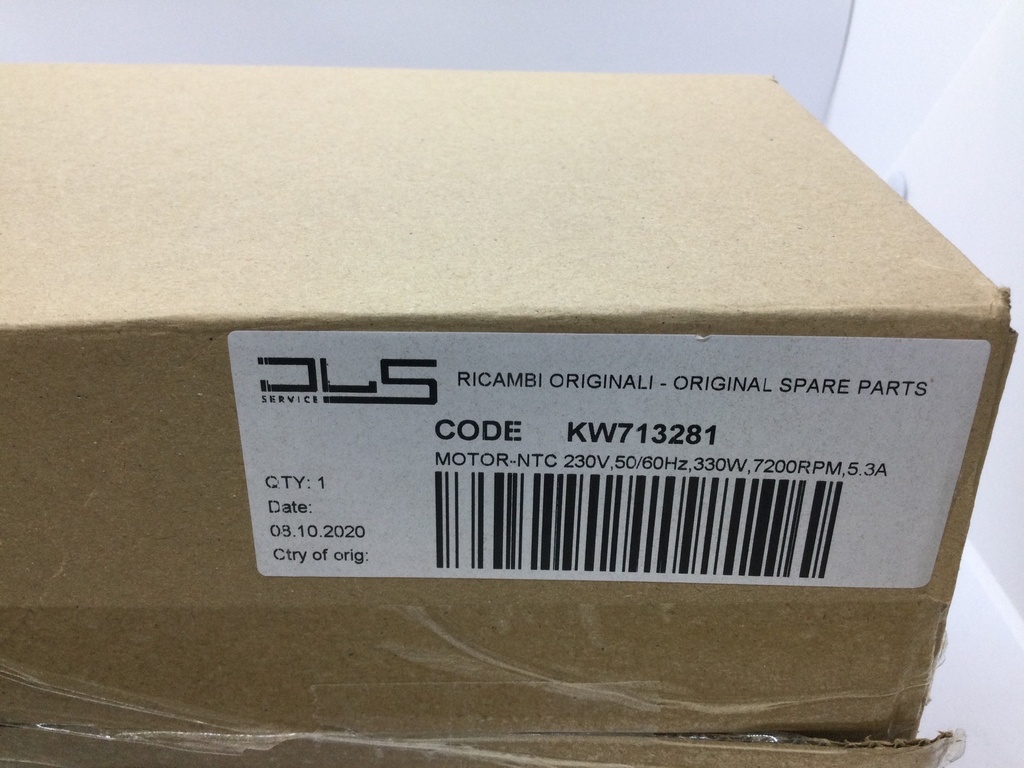 DLS
SERVICE
RICAMBI ORIGINALI - ORIGINAL SPARE PARTS
CODE KW713281
MOTOR-NTC 230V,50/60Hz,330W,7200RPM,5.3A
QTY: 1
Date:
08.10.2020
Ctry of orig: